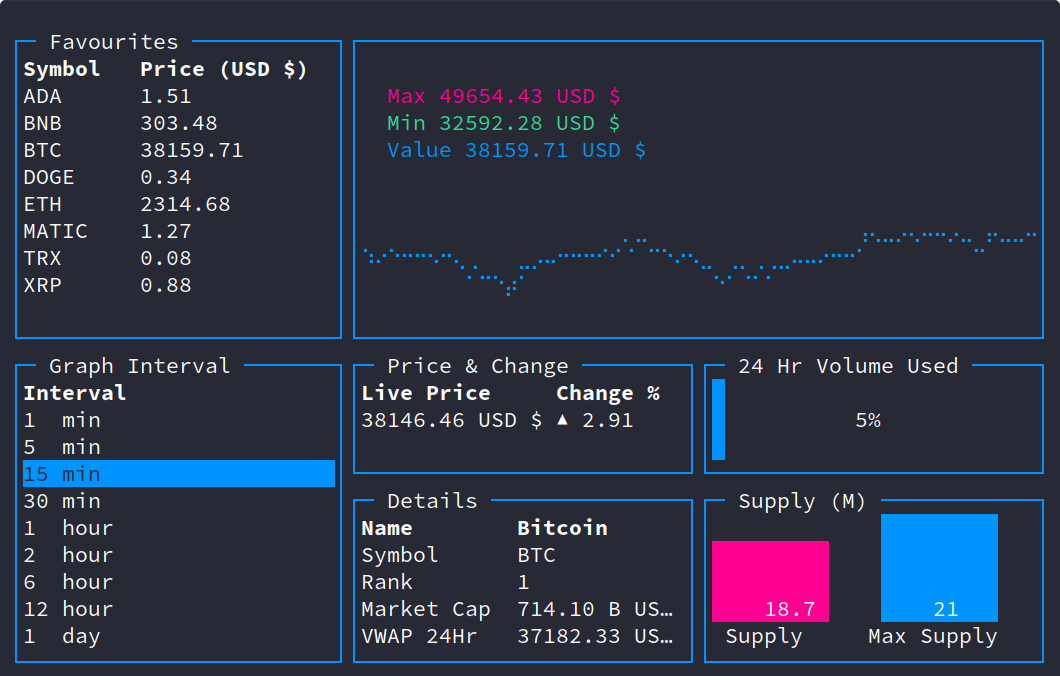 Favourites
Symbol Price (USD $)
ADA 1.51
BNB 303.48
BTC 38159.71
DOGE 0.34
ETH 2314.68
MATIC 1.27
TRX 0.08
XRP 0.88
Max 49654.43 USD $
Min 32592.28 USD $
Value 38159.71 USD $
Graph Interval
Interval
1 min
5 min
15 min
30 min
1 hour
2 hour
6 hour
12 hour
1 day
Price & Change
Live Price Change %
38146.46 USD $ ▲ 2.91
24 Hr Volume Used
5%
Details
Name Bitcoin
Symbol BTC
Rank 1
Market Cap 714.10 B US…
VWAP 24Hr 37182.33 US…
Supply (M)
18.7 21
Supply Max Supply